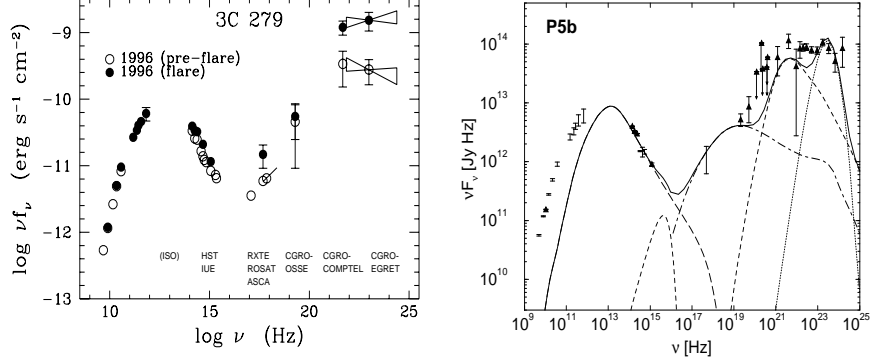 3C 279
1996 (pre-flare)
1996 (flare)
-9
-10
-11
-12
-13
log νf_ν (erg s⁻¹ cm⁻²)
(ISO) HST RXTE CGRO- CGRO- CGRO-
IUE ROSAT OSSE COMPTEL EGRET
ASCA
10 15 20 25
log ν (Hz)
P5b
10¹⁴
10¹³
10¹²
10¹¹
10¹⁰
νF_ν [Jy Hz]
10⁹ 10¹¹ 10¹³ 10¹⁵ 10¹⁷ 10¹⁹ 10²¹ 10²³ 10²⁵
ν [Hz]